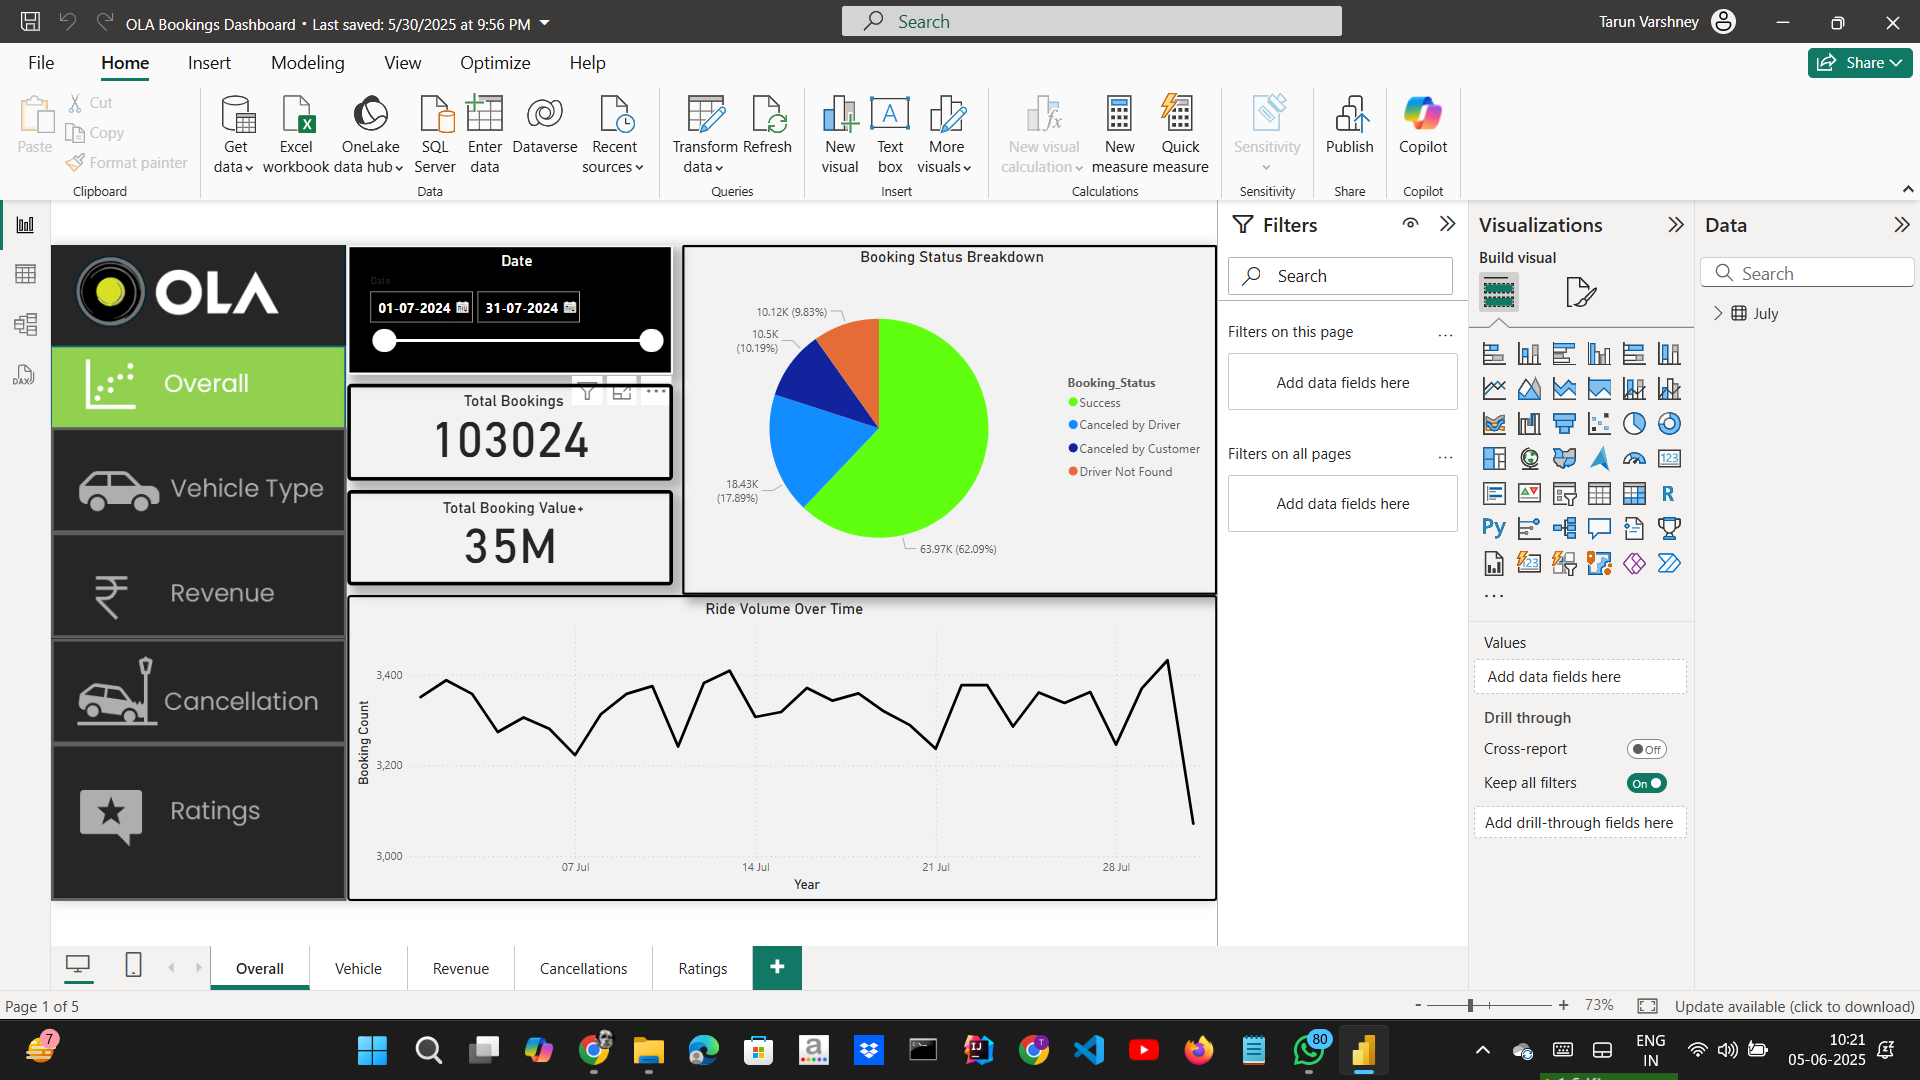 OLA Bookings Dashboard • Last saved: 5/30/2025 at 9:56 PM
Search
Tarun Varshney
File
Home
Insert
Modeling
View
Optimize
Help
Share
Paste
Cut
Copy
Format painter
Clipboard
Get data
Excel workbook
OneLake data hub
SQL Server
Enter data
Dataverse
Recent sources
Data
Transform data
Refresh
Queries
New visual
Text box
More visuals
Insert
New visual calculation
New measure
Quick measure
Calculations
Sensitivity
Sensitivity
Publish
Share
Copilot
Copilot
OLA
Overall
Vehicle Type
Revenue
Cancellation
Ratings
Date
Date
01-07-2024
31-07-2024
Total Bookings
103024
Total Booking Value+
35M
Booking Status Breakdown
10.12K (9.83%)
10.5K
(10.19%)
18.43K
(17.89%)
63.97K (62.09%)
Booking_Status
Success
Canceled by Driver
Canceled by Customer
Driver Not Found
Ride Volume Over Time
Booking Count
3,400
3,200
3,000
07 Jul
14 Jul
21 Jul
28 Jul
Year
Filters
Search
Filters on this page
...
Add data fields here
Filters on all pages
...
Add data fields here
Visualizations
Build visual
123
R
Py
123
...
Values
Add data fields here
Drill through
Cross-report
Off
Keep all filters
On
Add drill-through fields here
Data
Search
July
DAX
Overall
Vehicle
Revenue
Cancellations
Ratings
+
Page 1 of 5
- + 73%
Update available (click to download)
7
a
IJ
T
80
ENG
IN
10:21
05-06-2025